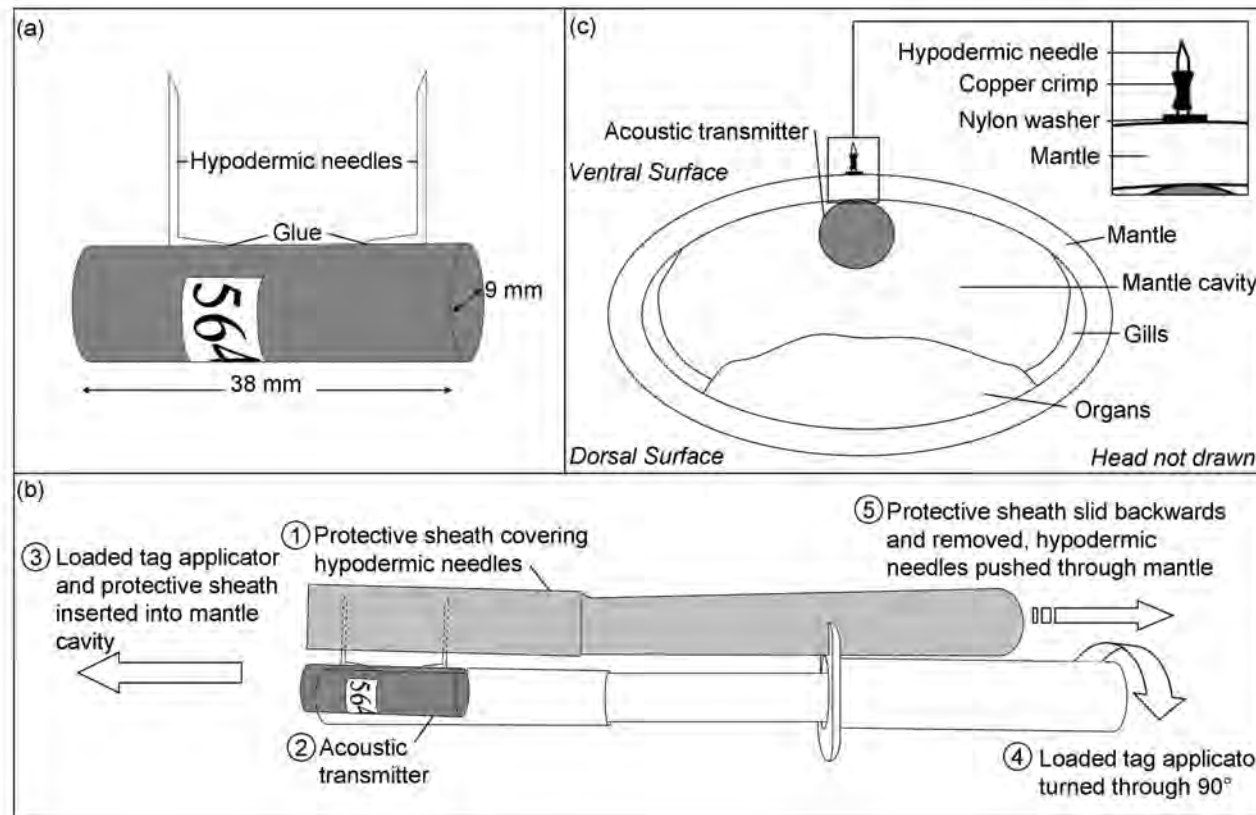 (a)
Hypodermic needles
Glue
564
9 mm
38 mm
(c)
Hypodermic needle
Copper crimp
Nylon washer
Mantle
Acoustic transmitter
Ventral Surface
Mantle
Mantle cavity
Gills
Organs
Dorsal Surface
Head not drawn
(b)
1 Protective sheath covering
hypodermic needles
5 Protective sheath slid backwards
and removed, hypodermic
needles pushed through mantle
3 Loaded tag applicator
and protective sheath
inserted into mantle
cavity
564
2 Acoustic
transmitter
4 Loaded tag applicato
turned through 90°